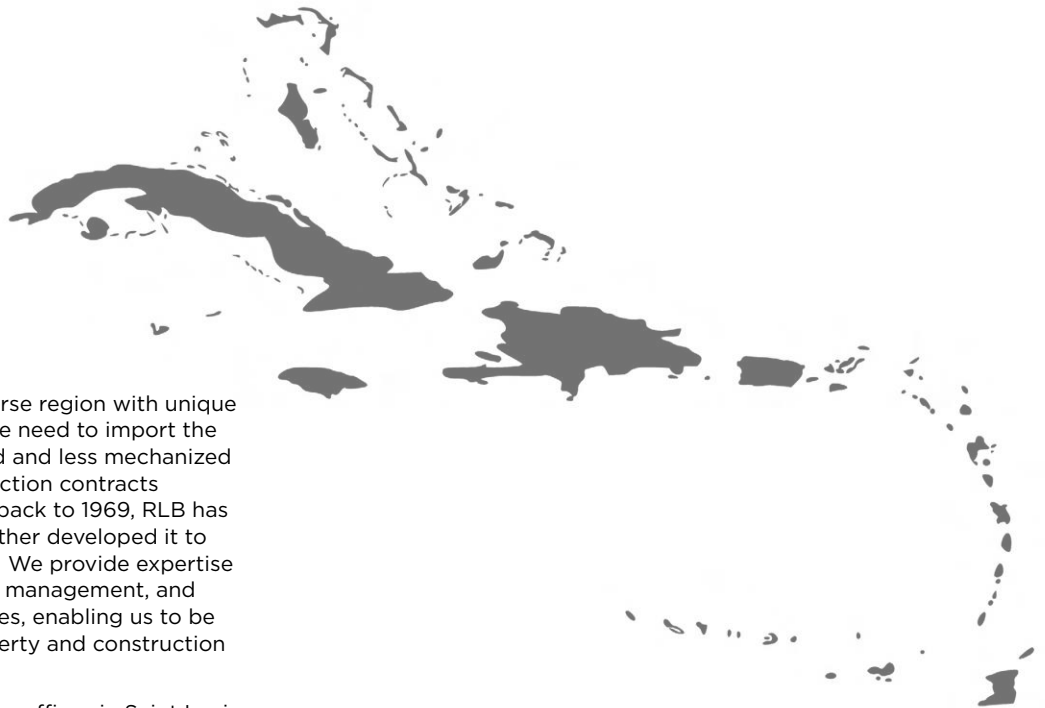 rse region with unique
e need to import the
d and less mechanized
ction contracts
back to 1969, RLB has
ther developed it to
. We provide expertise
management, and
es, enabling us to be
perty and construction